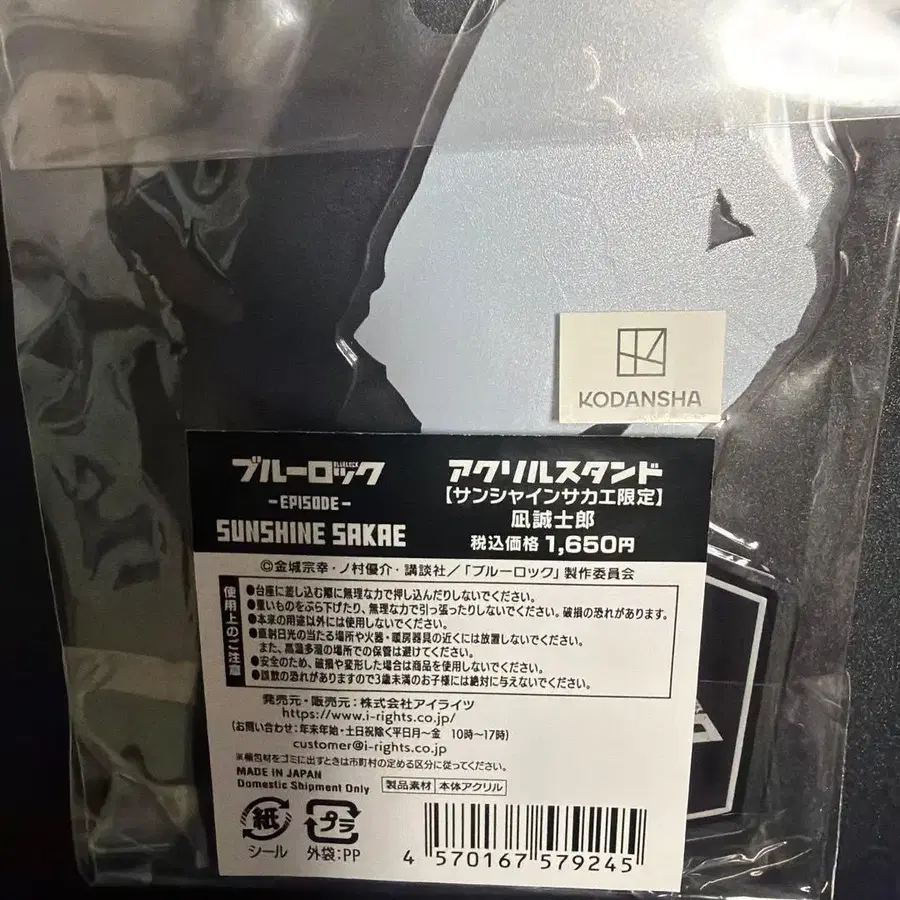 KODANSHA
ブルーロック
BLUELOCK
-EPISODE-
SUNSHINE SAKAE
アクリルスタンド
【サンシャインサカエ限定】
凪誠士郎
税込価格 1,650円
©金城宗幸・ノ村優介・講談社/「ブルーロック」製作委員会
使用上のご注意
●台座に差し込む際に無理な力で押し込んだりしないでください。
●重いものをぶら下げたり、無理な力で引っ張ったりしないでください。破損の恐れがあります。
●本来の用途以外には使用しないでください。
●直射日光の当たる場所や火器・暖房器具の近くには放置しないでください。
また、高温多湿の場所での保管は避けてください。
●安全のため、破損や変形した場合は商品を使用しないでください。
●誤飲の恐れがありますので3歳未満のお子様には絶対に与えないでください。
発売元・販売元:株式会社アイライツ
https://www.i-rights.co.jp/
(お問い合わせ:年末年始・土日祝除く平日月~金 10時~17時)
customer@i-rights.co.jp
※梱包材をゴミに出すときは市町村の定める区分に従ってください。
MADE IN JAPAN
Domestic Shipment Only
製品素材 本体アクリル
紙
シール
プラ
外袋:PP
4 570167 579245